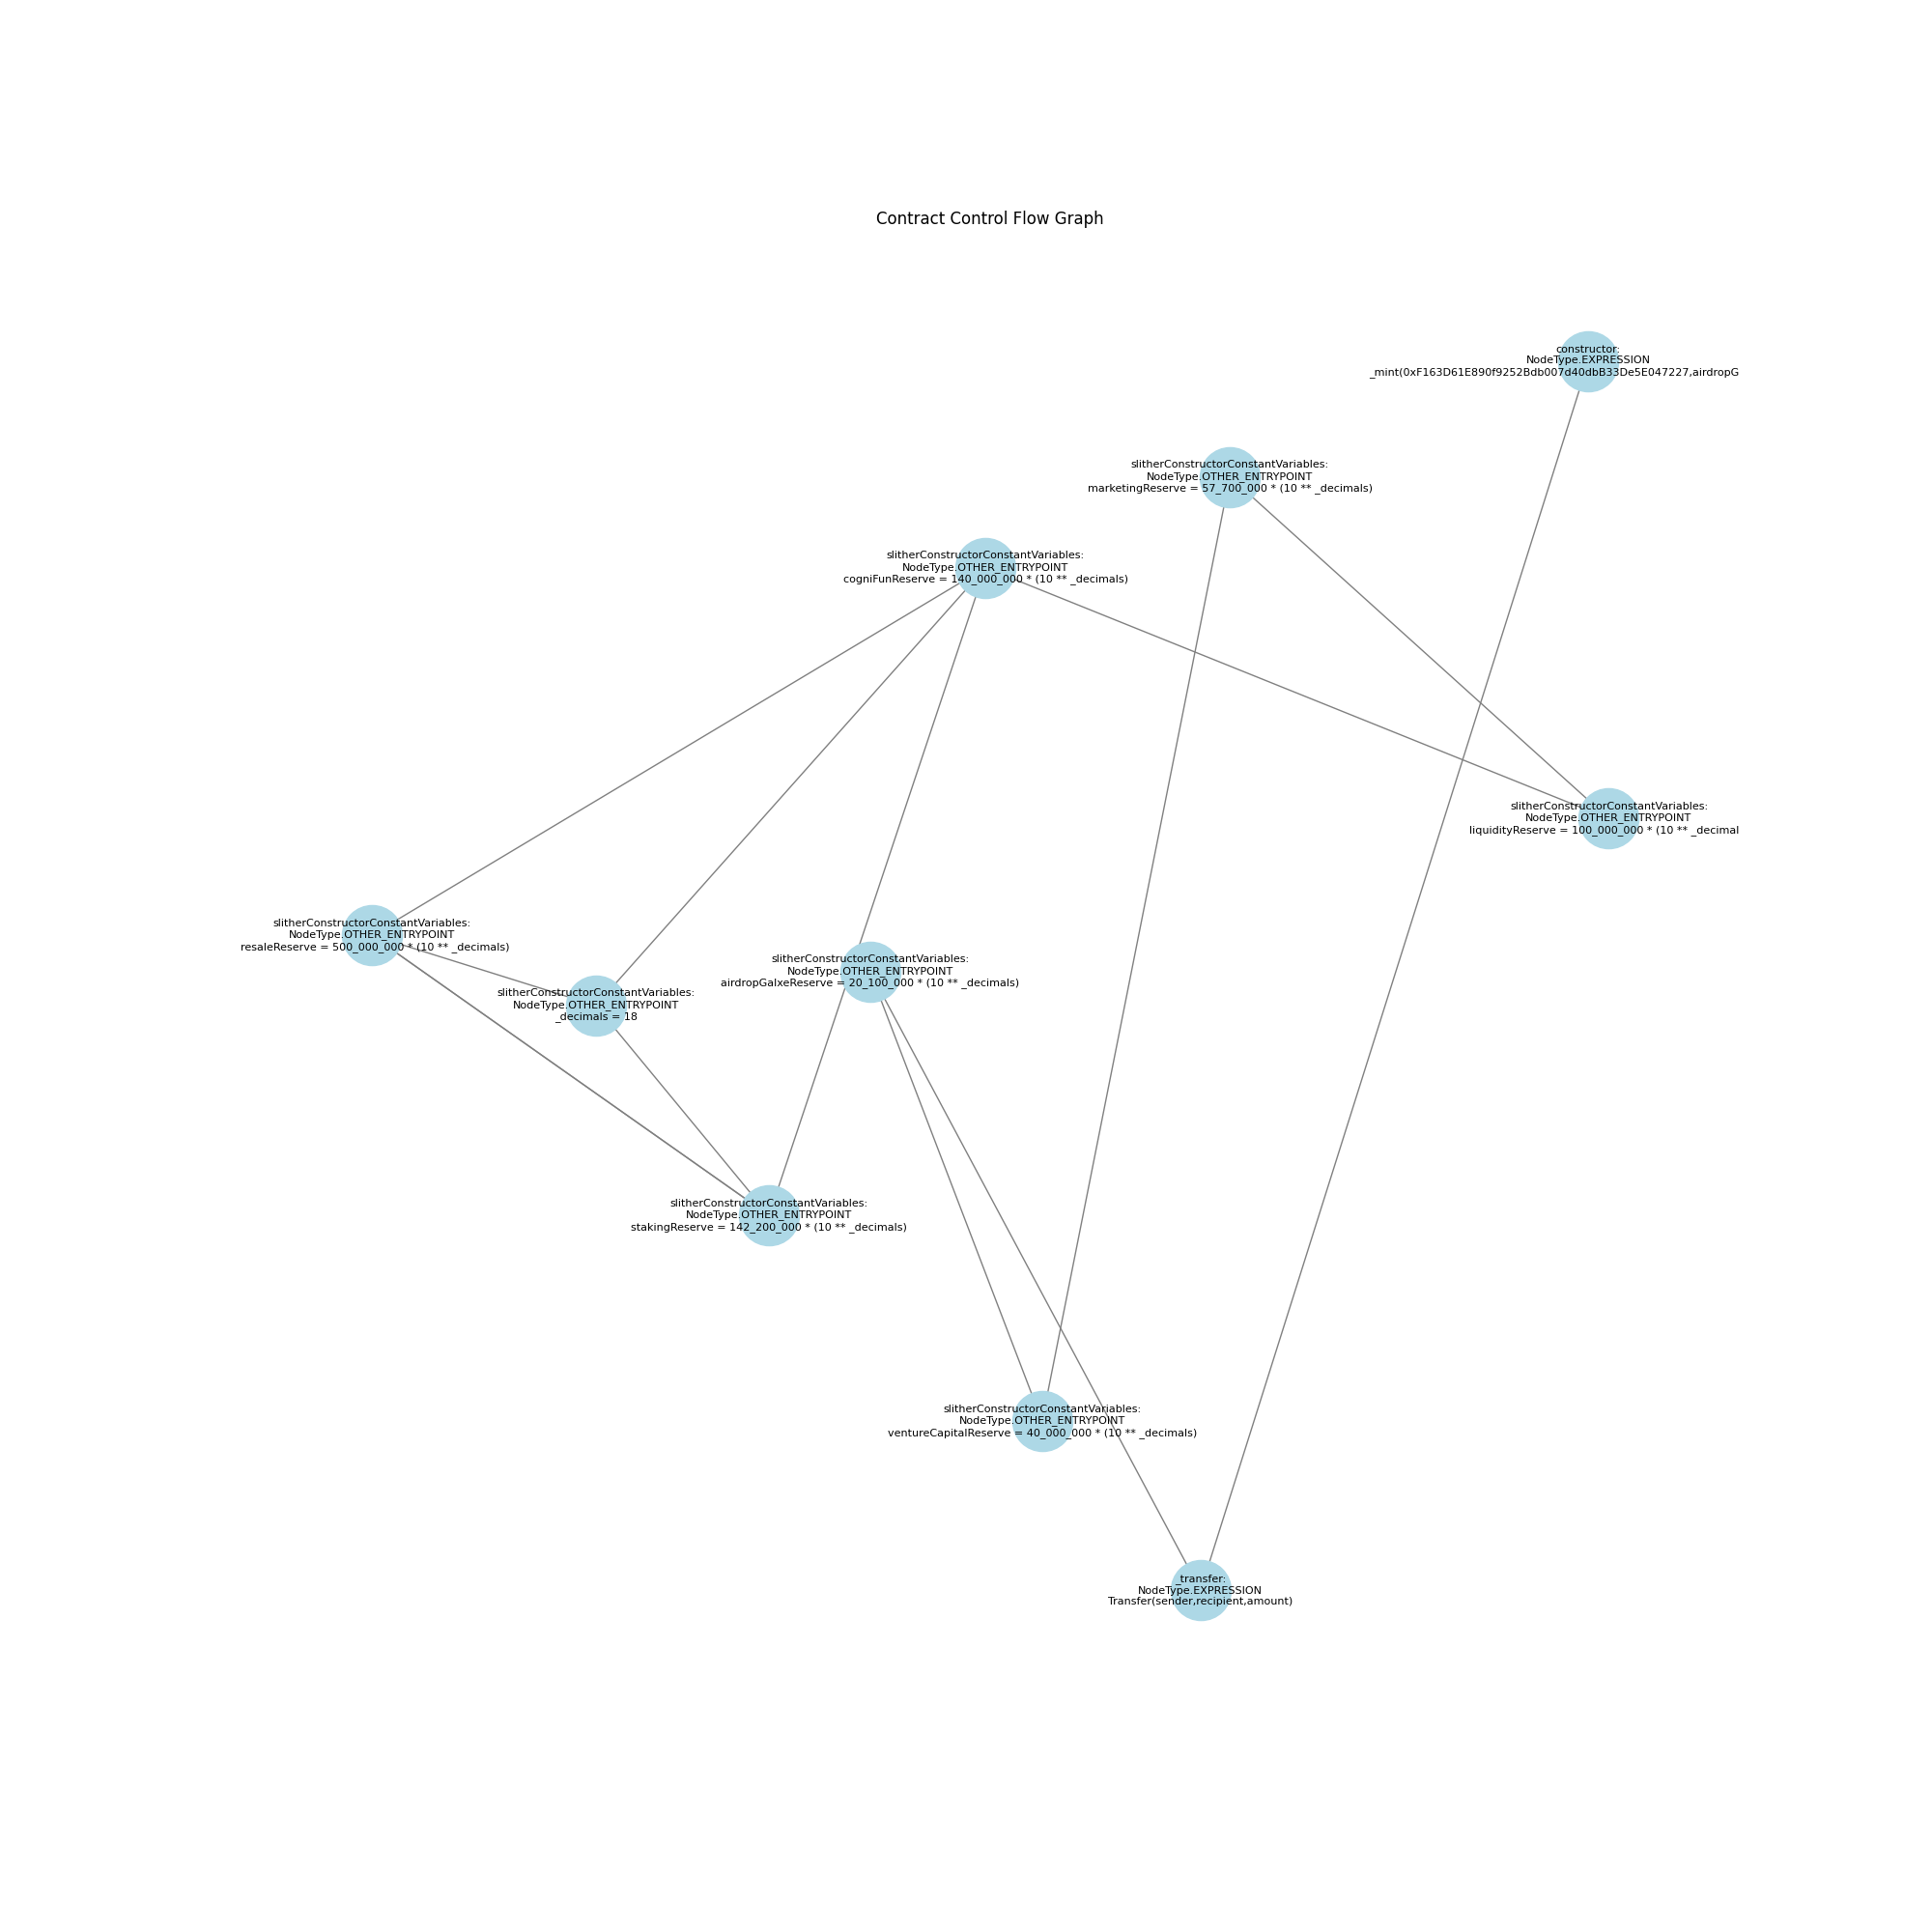 Contract Control Flow Graph
constructor:
NodeType.EXPRESSION
_mint(0xF163D61E890f9252Bdb007d40dbB33De5E047227,airdropG
slitherConstructorConstantVariables:
NodeType.OTHER_ENTRYPOINT
marketingReserve = 57_700_000 * (10 ** _decimals)
slitherConstructorConstantVariables:
NodeType.OTHER_ENTRYPOINT
cogniFunReserve = 140_000_000 * (10 ** _decimals)
slitherConstructorConstantVariables:
NodeType.OTHER_ENTRYPOINT
liquidityReserve = 100_000_000 * (10 ** _decimal
slitherConstructorConstantVariables:
NodeType.OTHER_ENTRYPOINT
resaleReserve = 500_000_000 * (10 ** _decimals)
slitherConstructorConstantVariables:
NodeType.OTHER_ENTRYPOINT
airdropGalxeReserve = 20_100_000 * (10 ** _decimals)
slitherConstructorConstantVariables:
NodeType.OTHER_ENTRYPOINT
_decimals = 18
slitherConstructorConstantVariables:
NodeType.OTHER_ENTRYPOINT
stakingReserve = 142_200_000 * (10 ** _decimals)
slitherConstructorConstantVariables:
NodeType.OTHER_ENTRYPOINT
ventureCapitalReserve = 40_000_000 * (10 ** _decimals)
_transfer:
NodeType.EXPRESSION
Transfer(sender,recipient,amount)